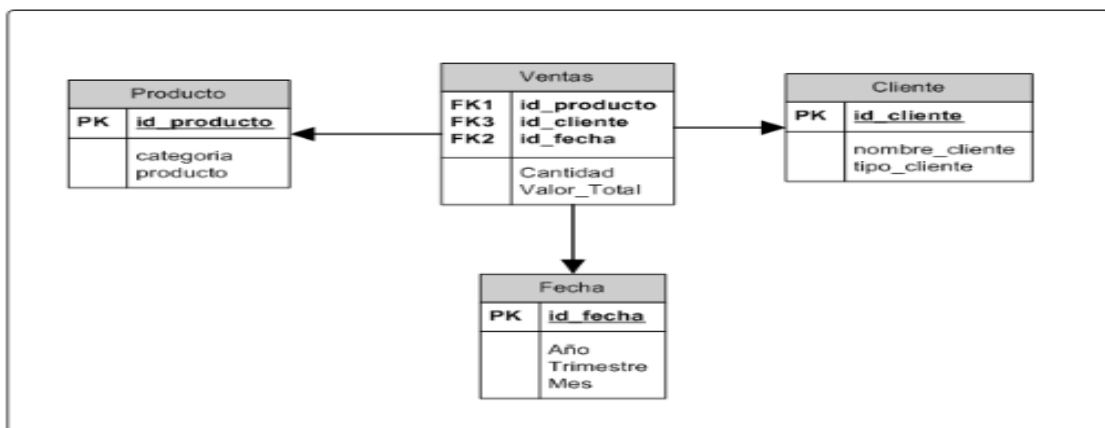 Producto
PK id_producto
categoria
producto
Ventas
FK1 id_producto
FK3 id_cliente
FK2 id_fecha
Cantidad
Valor_Total
Cliente
PK id_cliente
nombre_cliente
tipo_cliente
Fecha
PK id_fecha
Año
Trimestre
Mes